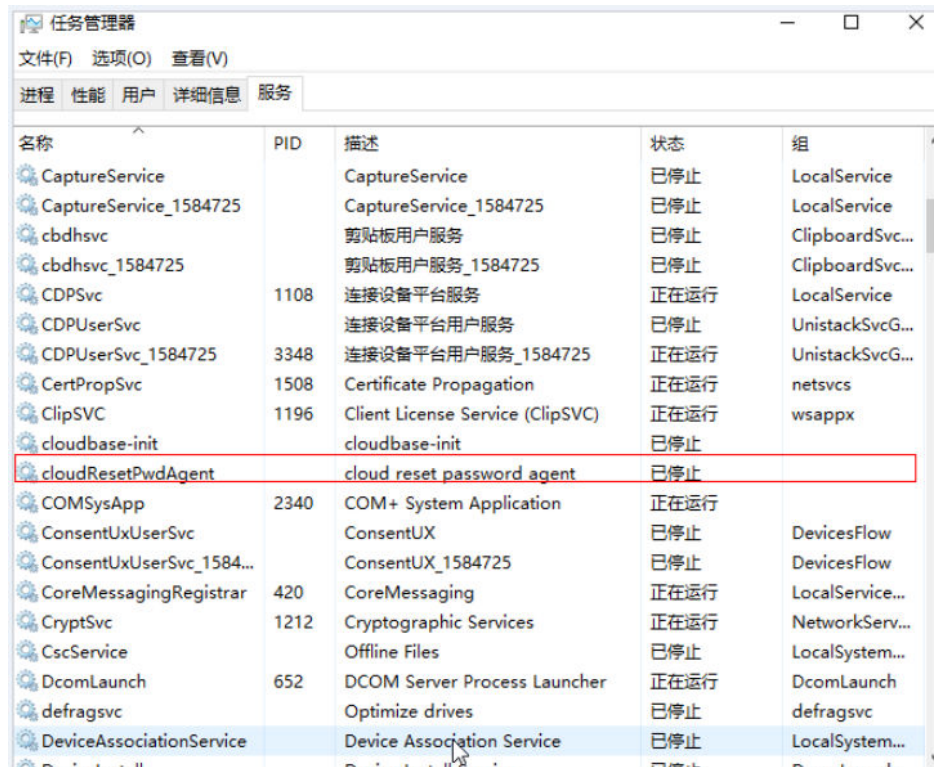 任务管理器
文件(F) 选项(O) 查看(V)
进程 性能 用户 详细信息 服务
名称 PID 描述 状态 组
CaptureService CaptureService 已停止 LocalService
CaptureService_1584725 CaptureService_1584725 已停止 LocalService
cbdhsvc 剪贴板用户服务 已停止 ClipboardSvc...
cbdhsvc_1584725 剪贴板用户服务_1584725 已停止 ClipboardSvc...
CDPSvc 1108 连接设备平台服务 正在运行 LocalService
CDPUserSvc 连接设备平台用户服务 已停止 UnistackSvcG...
CDPUserSvc_1584725 3348 连接设备平台用户服务_1584725 正在运行 UnistackSvcG...
CertPropSvc 1508 Certificate Propagation 正在运行 netsvcs
ClipSVC 1196 Client License Service (ClipSVC) 正在运行 wsappx
cloudbase-init cloudbase-init 已停止
cloudResetPwdAgent cloud reset password agent 已停止
COMSysApp 2340 COM+ System Application 正在运行
ConsentUxUserSvc ConsentUX 已停止 DevicesFlow
ConsentUxUserSvc_1584... ConsentUX_1584725 已停止 DevicesFlow
CoreMessagingRegistrar 420 CoreMessaging 正在运行 LocalService...
CryptSvc 1212 Cryptographic Services 正在运行 NetworkServ...
CscService Offline Files 已停止 LocalSystem...
DcomLaunch 652 DCOM Server Process Launcher 正在运行 DcomLaunch
defragsvc Optimize drives 已停止 defragsvc
DeviceAssociationService Device Association Service 已停止 LocalSystem...